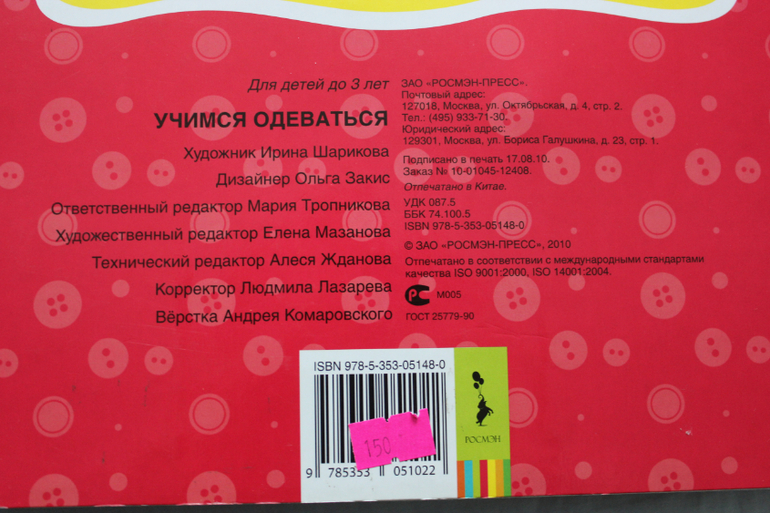 Для детей до 3 лет
УЧИМСЯ ОДЕВАТЬСЯ
Художник Ирина Шарикова
Дизайнер Ольга Закис
Ответственный редактор Мария Тропникова
Художественный редактор Елена Мазанова
Технический редактор Алеся Жданова
Корректор Людмила Лазарева
Вёрстка Андрея Комаровского
ЗАО «РОСМЭН-ПРЕСС».
Почтовый адрес:
127018, Москва, ул. Октябрьская, д. 4, стр. 2.
Тел.: (495) 933-71-30.
Юридический адрес:
129301, Москва, ул. Бориса Галушкина, д. 23, стр. 1.
Подписано в печать 17.08.10.
Заказ № 10-01045-12408.
Отпечатано в Китае.
УДК 087.5
ББК 74.100.5
ISBN 978-5-353-05148-0
© ЗАО «РОСМЭН-ПРЕСС», 2010
Отпечатано в соответствии с международными стандартами
качества ISO 9001:2000, ISO 14001:2004.
М005
ГОСТ 25779-90
ISBN 978-5-353-05148-0
150
9 785353 051022
РОСМЭН